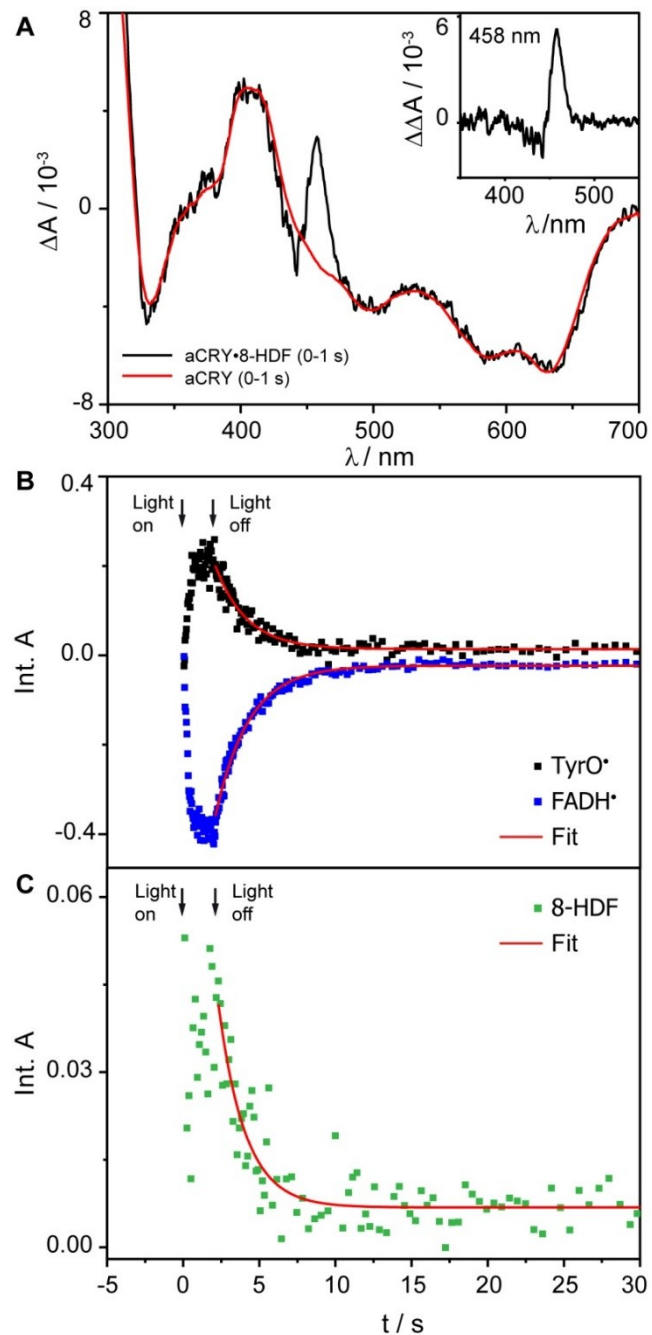 A
8
0
-8
ΔA / 10⁻³
aCRY•8-HDF (0-1 s)
aCRY (0-1 s)
300 400 500 600 700
λ/ nm
458 nm
6
0
ΔΔA / 10⁻³
400 500
λ/nm
B
0.4
0.0
-0.4
Int. A
Light on
Light off
TyrO•
FADH•
Fit
C
0.06
0.03
0.00
Int. A
Light on
Light off
8-HDF
Fit
-5 0 5 10 15 20 25 30
t / s